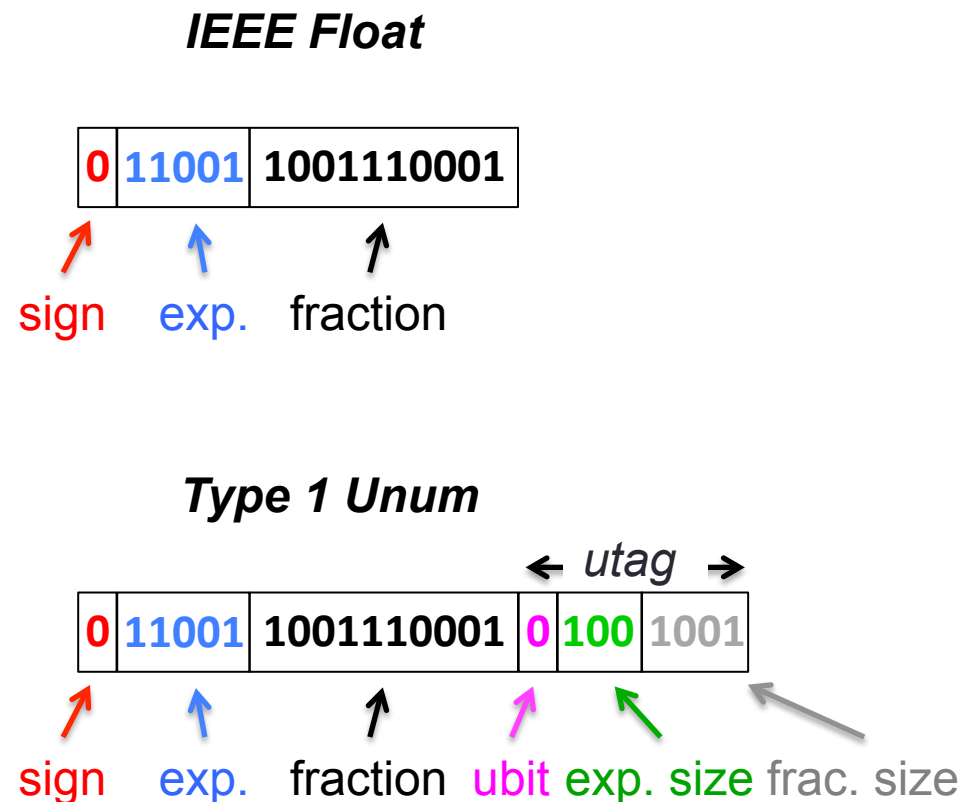 IEEE Float
0 11001 1001110001
sign exp. fraction
Type 1 Unum
utag
0 11001 1001110001 0 100 1001
sign exp. fraction ubit exp. size frac. size